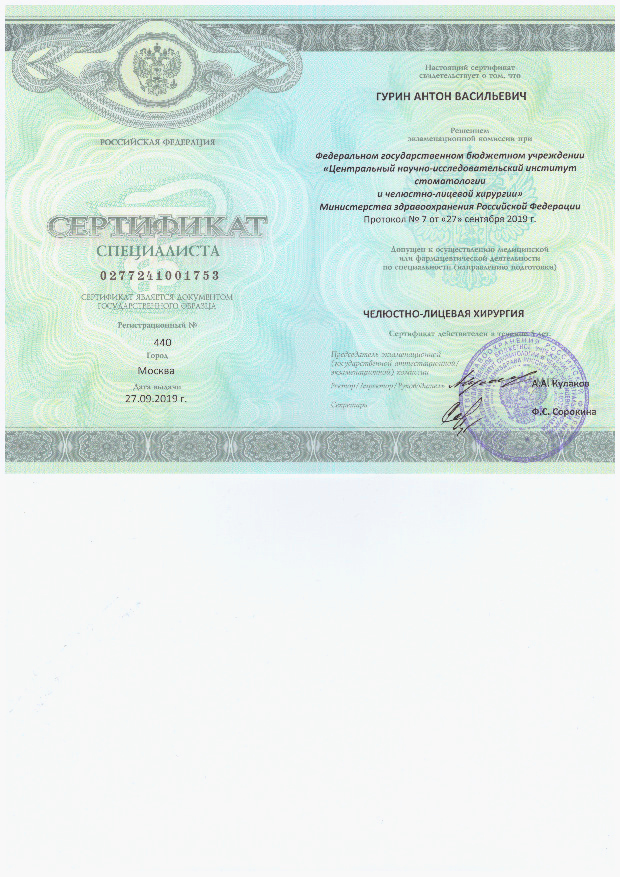 РОССИЙСКАЯ ФЕДЕРАЦИЯ
СЕРТИФИКАТ
СПЕЦИАЛИСТА
0277241001753
СЕРТИФИКАТ ЯВЛЯЕТСЯ ДОКУМЕНТОМ
ГОСУДАРСТВЕННОГО ОБРАЗЦА
Регистрационный №
440
Город
Москва
Дата выдачи
27.09.2019 г.
Настоящий сертификат
свидетельствует о том, что
ГУРИН АНТОН ВАСИЛЬЕВИЧ
Решением
экзаменационной комиссии при
Федеральном государственном бюджетном учреждении
«Центральный научно-исследовательский институт
стоматологии
и челюстно-лицевой хирургии»
Министерства здравоохранения Российской Федерации
Протокол № 7 от «27» сентября 2019 г.
Допущен к осуществлению медицинской
или фармацевтической деятельности
по специальности (направлению подготовки)
ЧЕЛЮСТНО-ЛИЦЕВАЯ ХИРУРГИЯ
Сертификат действителен в течение 5 лет.
Председатель экзаменационной
(государственной аттестационной/
экзаменационной) комиссии
Ректор/Директор/Руководитель
А.А. Кулаков
Секретарь
Ф.С. Сорокина